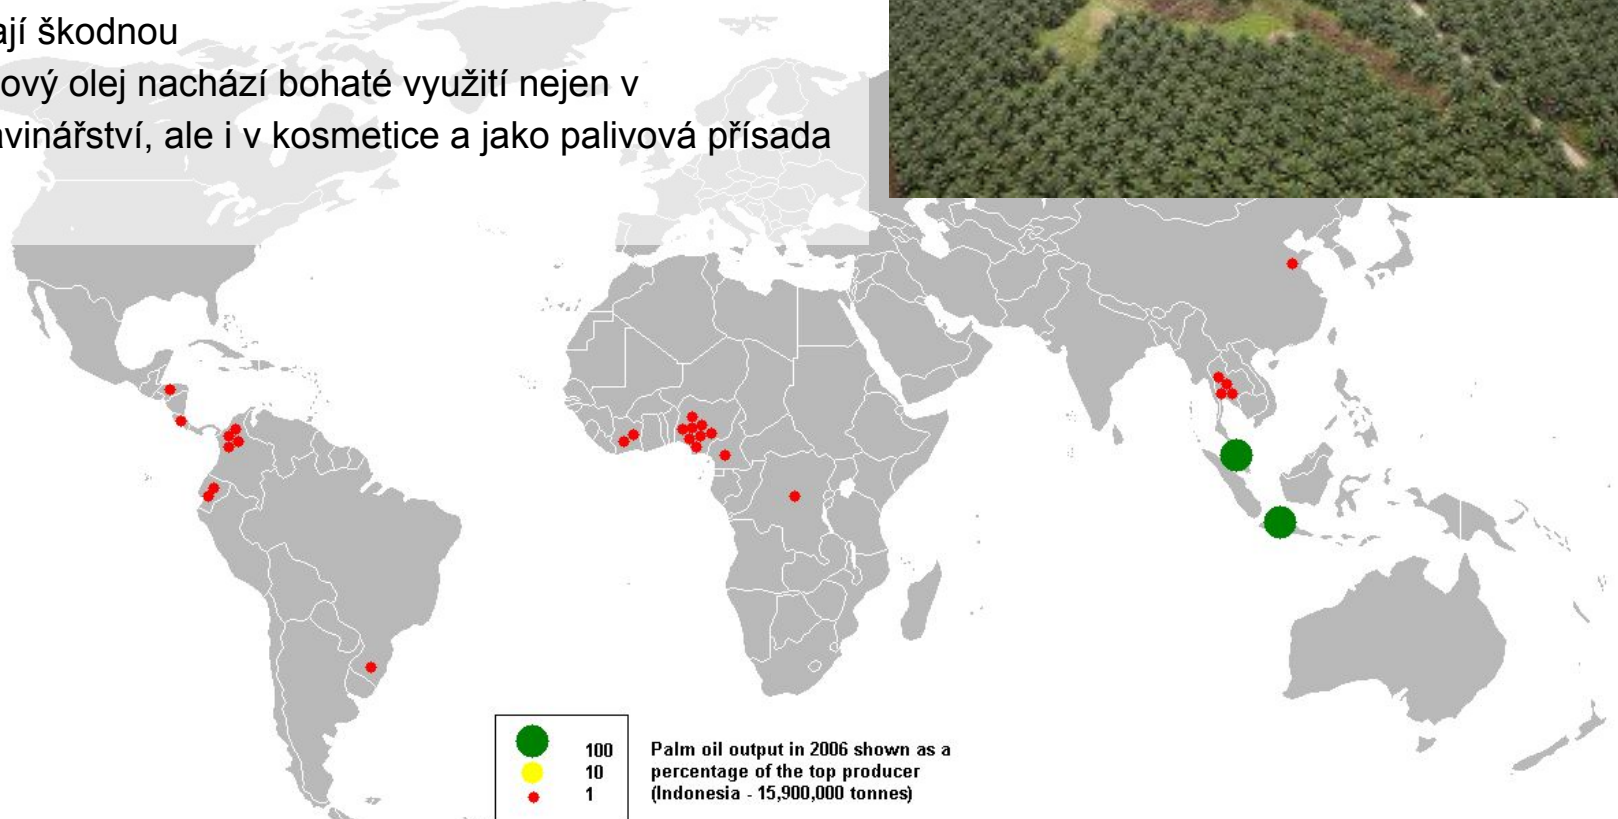 ají škodnou
ový olej nachází bohaté využití nejen v
avinářství, ale i v kosmetice a jako palivová přísada
100
10
1
Palm oil output in 2006 shown as a
percentage of the top producer
(Indonesia - 15,900,000 tonnes)